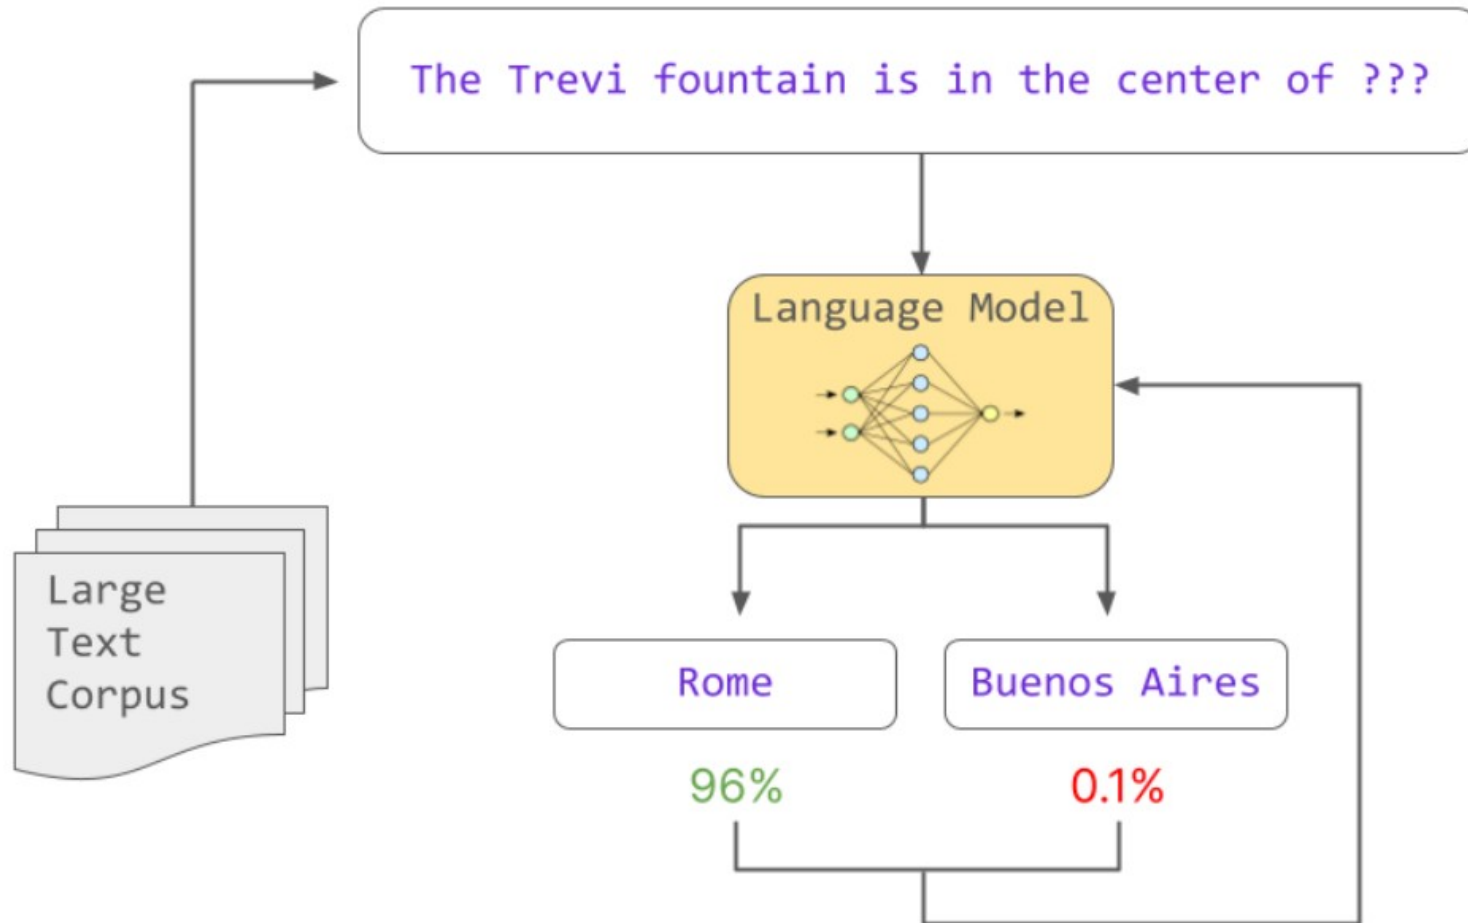 The Trevi fountain is in the center of ???
Language Model
Large
Text
Corpus
Rome
Buenos Aires
96%
0.1%